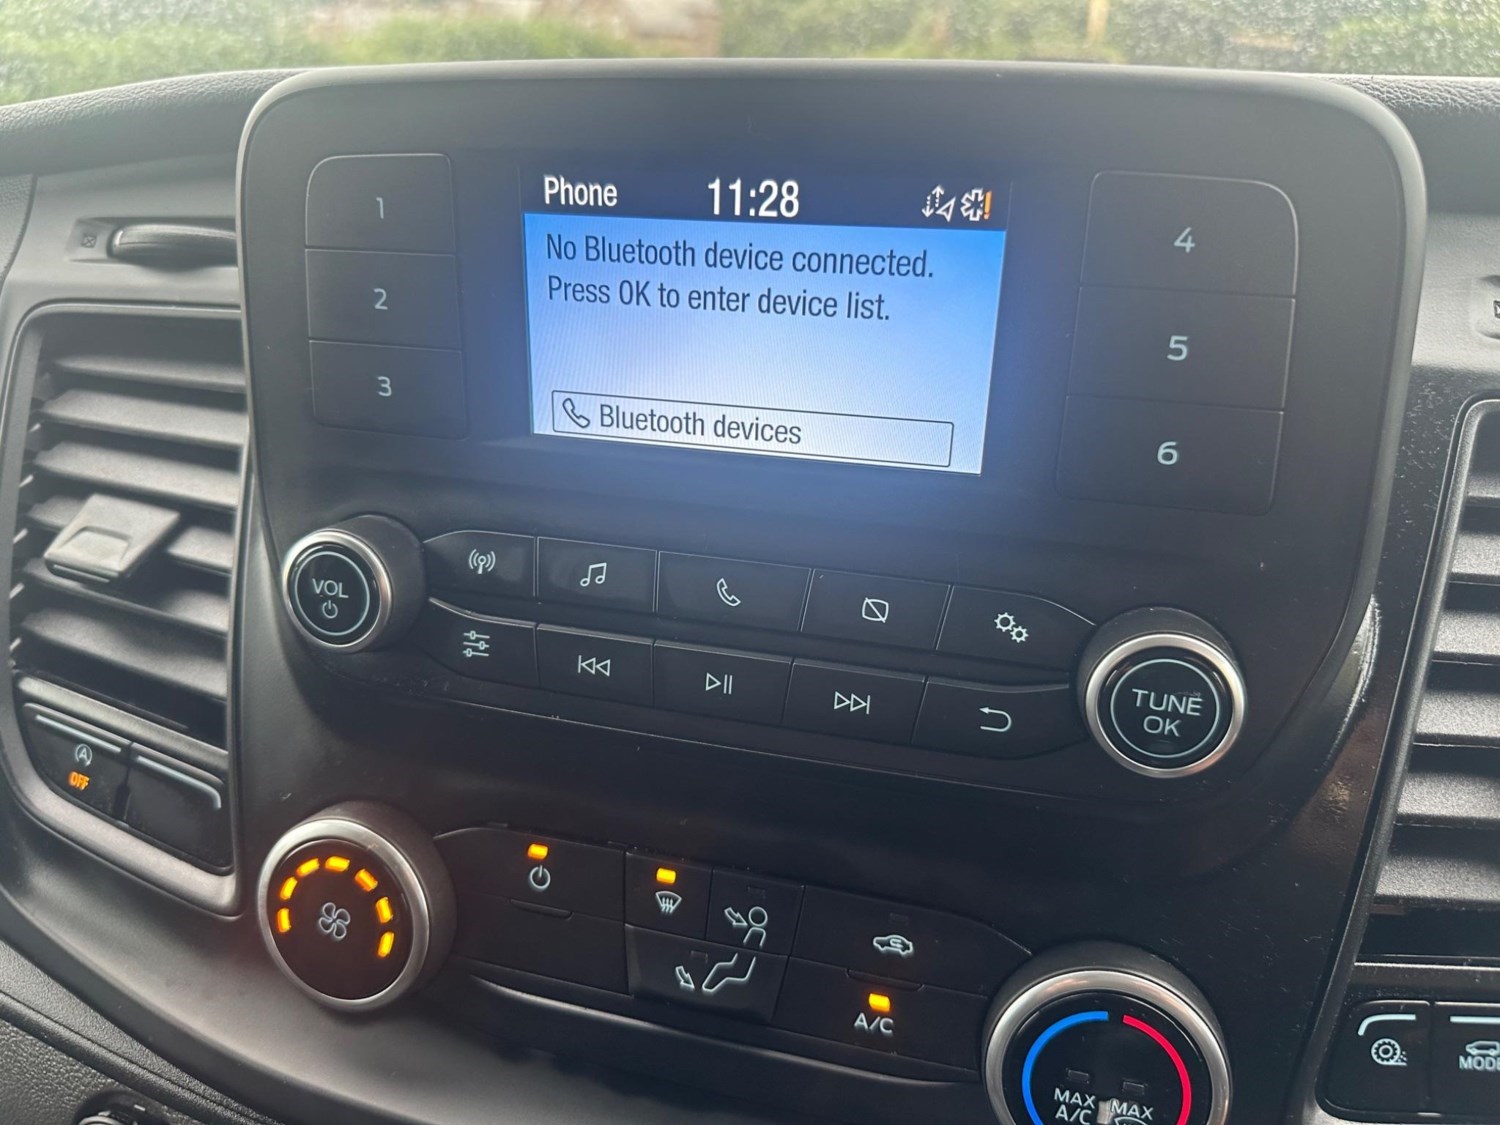 Phone 11:28
No Bluetooth device connected.
Press OK to enter device list.
Bluetooth devices
1
2
3
4
5
6
VOL
TUNE
OK
A
OFF
A/C
MAX
A/C
MAX